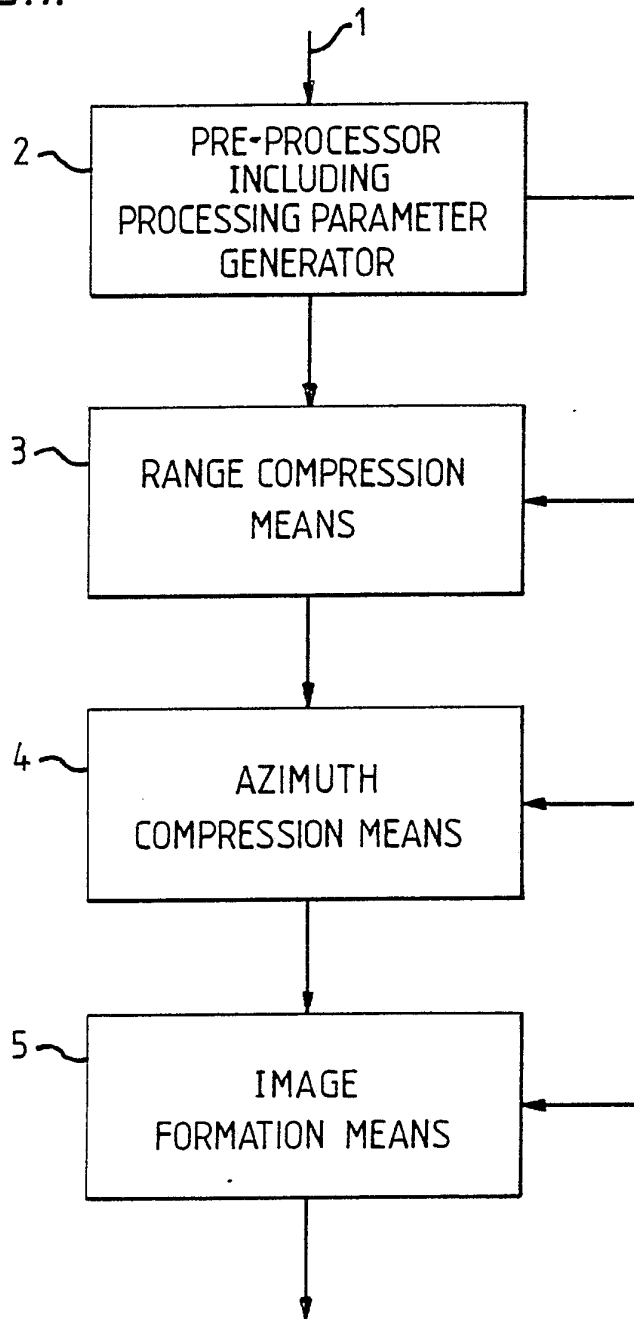 1
2
PRE-PROCESSOR
INCLUDING
PROCESSING PARAMETER
GENERATOR
3
RANGE COMPRESSION
MEANS
4
AZIMUTH
COMPRESSION MEANS
5
IMAGE
FORMATION MEANS